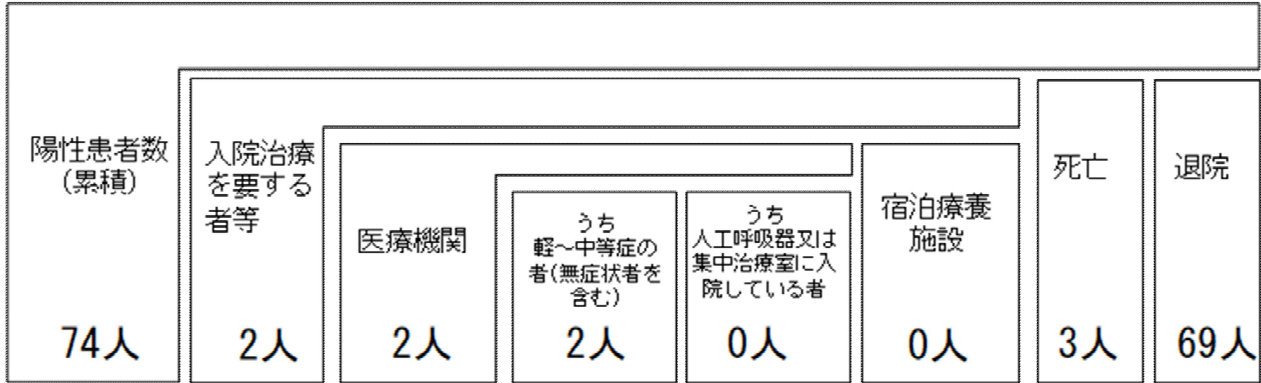 陽性患者数
(累積)
74人
入院治療
を要する
者等
2人
医療機関
2人
うち
軽～中等症の
者(無症状者を
含む)
2人
うち
人工呼吸器又は
集中治療室に入
院している者
0人
宿泊療養
施設
0人
死亡
3人
退院
69人